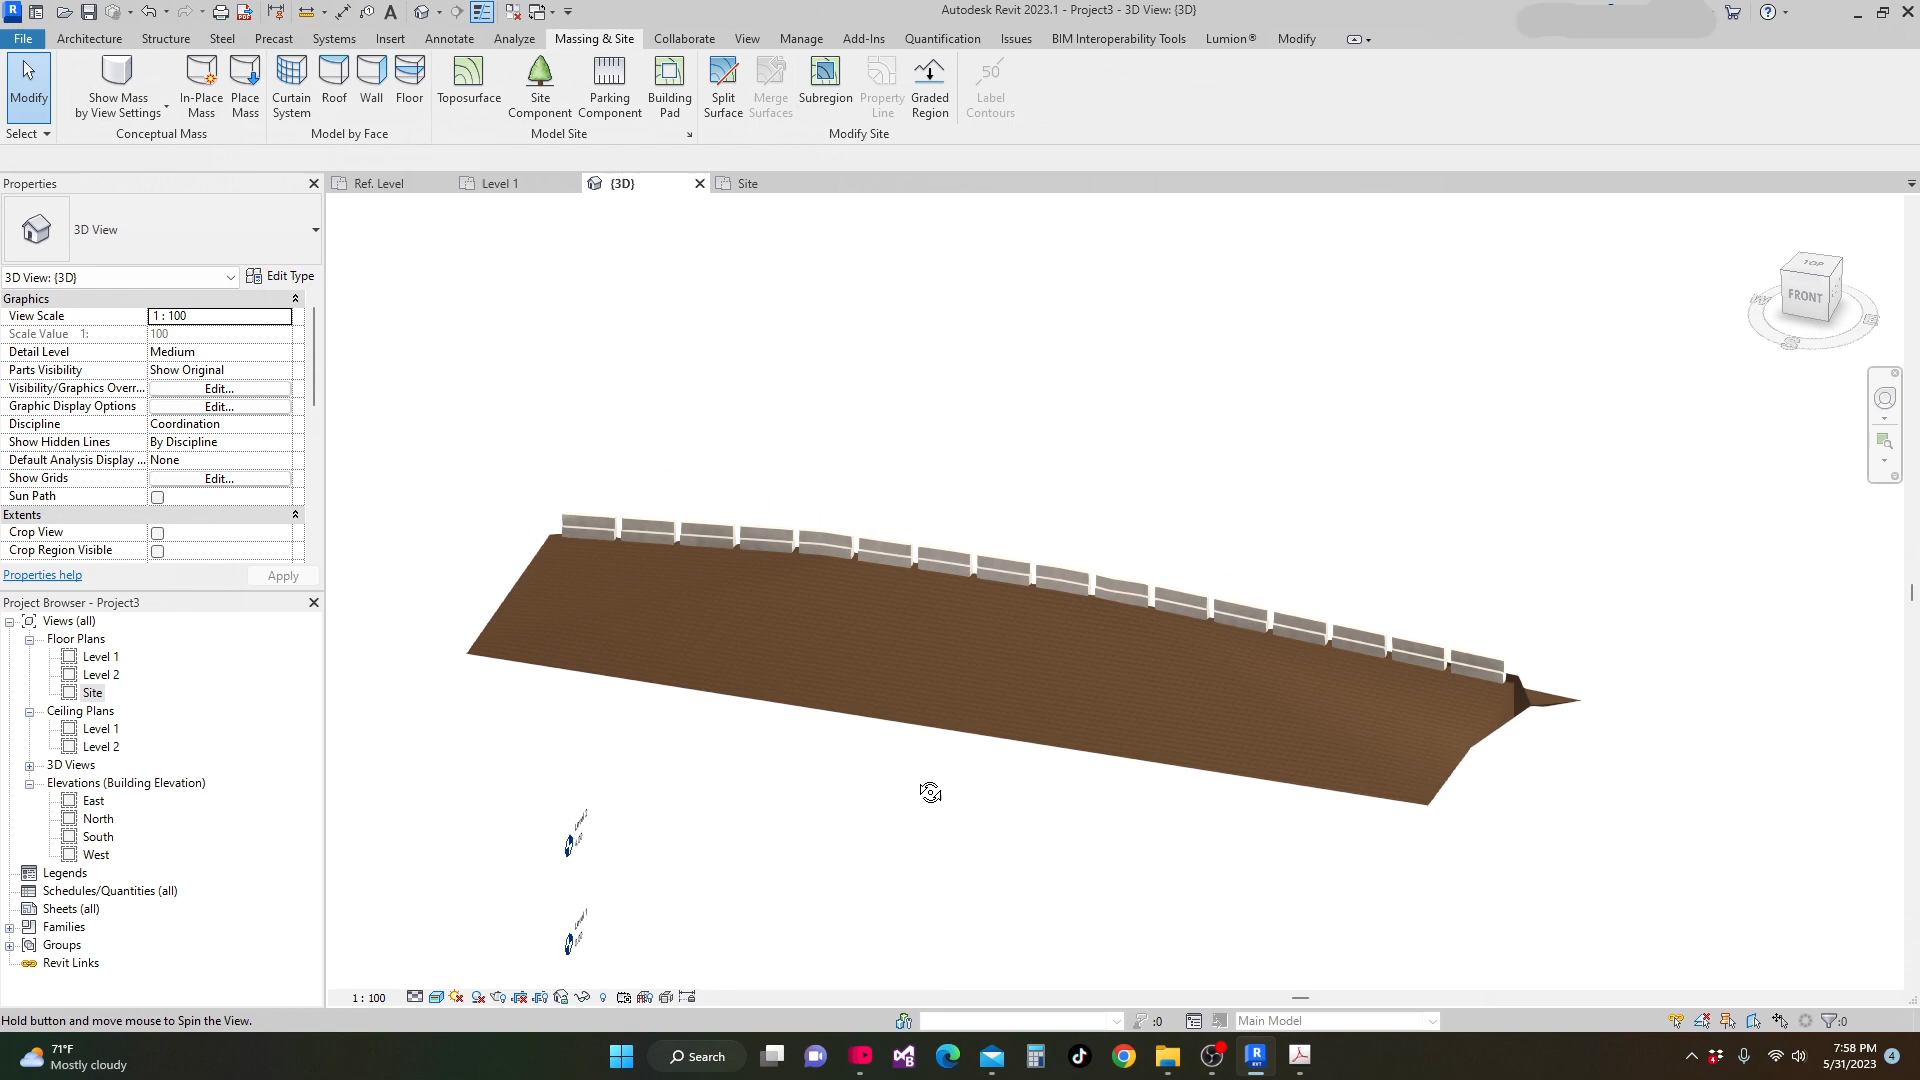 Autodesk Revit 2023.1 - Project3 - 3D View: {3D}
File Architecture Structure Steel Precast Systems Insert Annotate Analyze Massing & Site Collaborate View Manage Add-Ins Quantification Issues BIM Interoperability Tools Lumion® Modify
Modify
Show Mass
by View Settings
In-Place
Mass
Place
Mass
Curtain
System
Roof
Wall
Floor
Toposurface
Site
Component
Parking
Component
Building
Pad
Split
Surface
Merge
Surfaces
Subregion
Property
Line
Graded
Region
50
Label
Contours
Select
Conceptual Mass
Model by Face
Model Site
Modify Site
Properties
Ref. Level
Level 1
{3D}
Site
3D View
3D View: {3D}
Edit Type
Graphics
View Scale 1 : 100
Scale Value 1: 100
Detail Level Medium
Parts Visibility Show Original
Visibility/Graphics Overr... Edit...
Graphic Display Options Edit...
Discipline Coordination
Show Hidden Lines By Discipline
Default Analysis Display ... None
Show Grids Edit...
Sun Path
Extents
Crop View
Crop Region Visible
Properties help
Apply
TOP
FRONT
Project Browser - Project3
Views (all)
Floor Plans
Level 1
Level 2
Site
Ceiling Plans
Level 1
Level 2
3D Views
Elevations (Building Elevation)
East
North
South
West
Legends
Schedules/Quantities (all)
Sheets (all)
Families
Groups
Revit Links
1 : 100
Hold button and move mouse to Spin the View.
:0
Main Model
:0
71°F
Mostly cloudy
Search
7:58 PM
5/31/2023
4